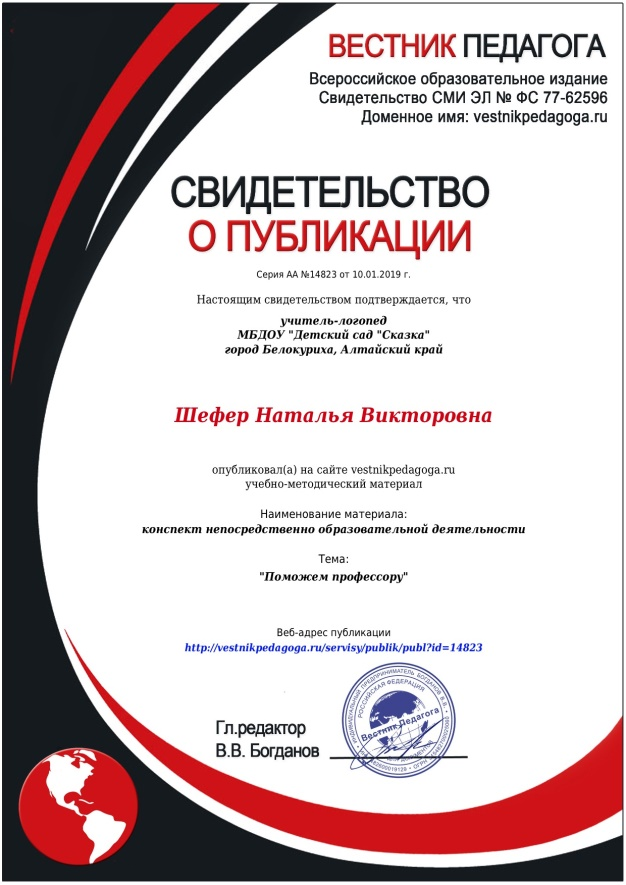 ВЕСТНИК ПЕДАГОГА
Всероссийское образовательное издание
Свидетельство СМИ ЭЛ № ФС 77-62596
Доменное имя: vestnikpedagoga.ru
СВИДЕТЕЛЬСТВО
О ПУБЛИКАЦИИ
Серия АА №14823 от 10.01.2019 г.
Настоящим свидетельством подтверждается, что
учитель-логопед
МБДОУ "Детский сад "Сказка"
город Белокуриха, Алтайский край
Шефер Наталья Викторовна
опубликовал(а) на сайте vestnikpedagoga.ru
учебно-методический материал
Наименование материала:
конспект непосредственно образовательной деятельности
Тема:
"Поможем профессору"
Веб-адрес публикации
http://vestnikpedagoga.ru/servisy/publik/publ?id=14823
Гл.редактор
В.В. Богданов
ИНДИВИДУАЛЬНЫЙ ПРЕДПРИНИМАТЕЛЬ БОГДАНОВ В.В.
РОССИЙСКАЯ ФЕДЕРАЦИЯ
Вестник Педагога